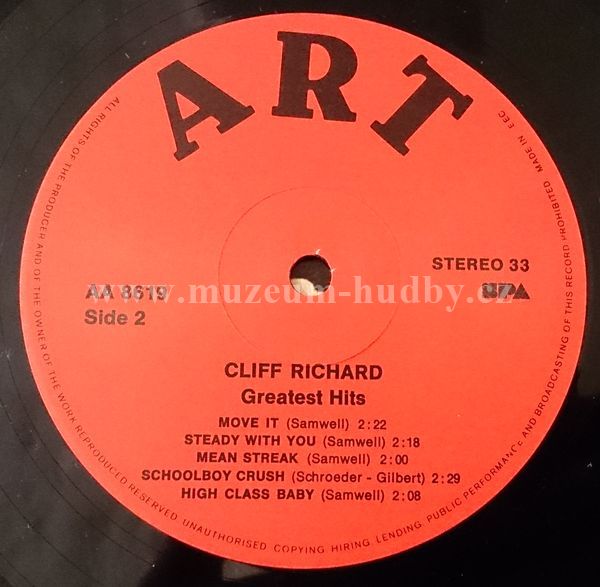 ART
ALL RIGHTS OF THE PRODUCER AND OF THE OWNER OF THE WORK REPRODUCED RESERVED UNAUTHORISED COPYING HIRING LENDING PUBLIC PERFORMANCE AND BROADCASTING OF THIS RECORD PROHIBITED MADE IN EEC
STEREO 33
www.muzeum-hudby.cz
AA 8619
Side 2
CLIFF RICHARD
Greatest Hits
MOVE IT (Samwell) 2:22
STEADY WITH YOU (Samwell) 2:18
MEAN STREAK (Samwell) 2:00
SCHOOLBOY CRUSH (Schroeder - Gilbert) 2:29
HIGH CLASS BABY (Samwell) 2:08